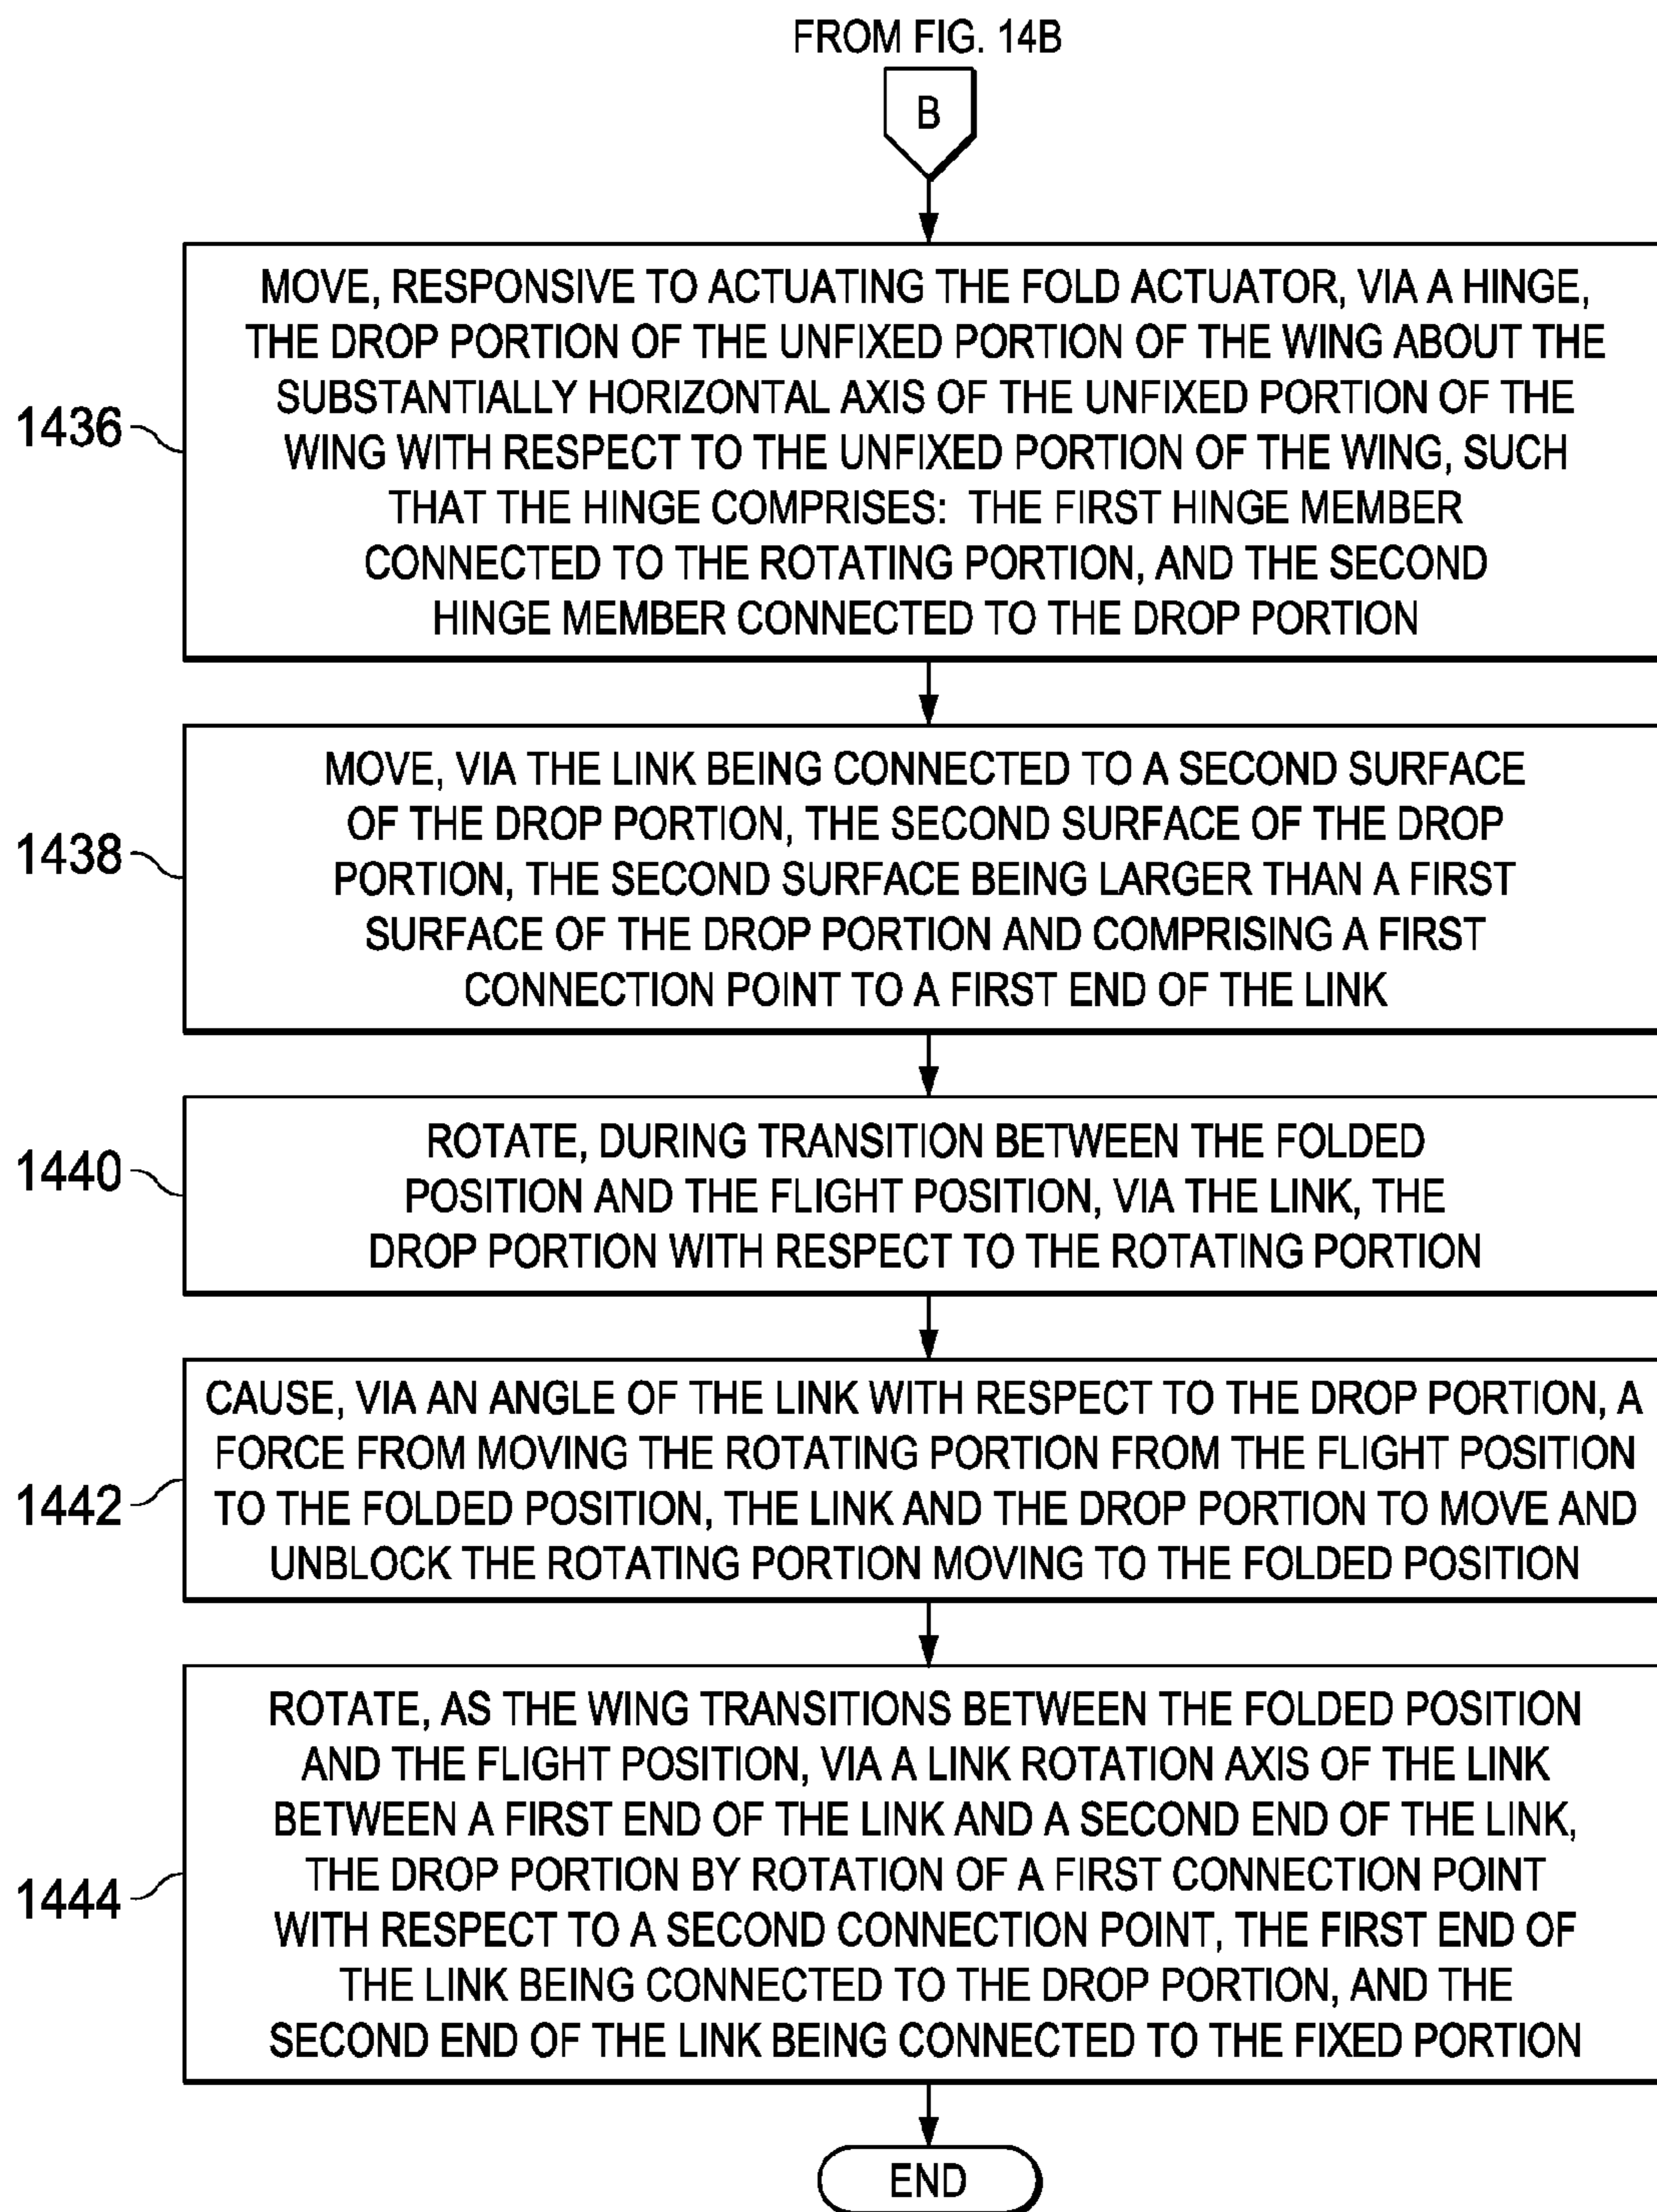 FROM FIG. 14B
B
1436
MOVE, RESPONSIVE TO ACTUATING THE FOLD ACTUATOR, VIA A HINGE,
THE DROP PORTION OF THE UNFIXED PORTION OF THE WING ABOUT THE
SUBSTANTIALLY HORIZONTAL AXIS OF THE UNFIXED PORTION OF THE
WING WITH RESPECT TO THE UNFIXED PORTION OF THE WING, SUCH
THAT THE HINGE COMPRISES: THE FIRST HINGE MEMBER
CONNECTED TO THE ROTATING PORTION, AND THE SECOND
HINGE MEMBER CONNECTED TO THE DROP PORTION
1438
MOVE, VIA THE LINK BEING CONNECTED TO A SECOND SURFACE
OF THE DROP PORTION, THE SECOND SURFACE OF THE DROP
PORTION, THE SECOND SURFACE BEING LARGER THAN A FIRST
SURFACE OF THE DROP PORTION AND COMPRISING A FIRST
CONNECTION POINT TO A FIRST END OF THE LINK
1440
ROTATE, DURING TRANSITION BETWEEN THE FOLDED
POSITION AND THE FLIGHT POSITION, VIA THE LINK, THE
DROP PORTION WITH RESPECT TO THE ROTATING PORTION
1442
CAUSE, VIA AN ANGLE OF THE LINK WITH RESPECT TO THE DROP PORTION, A
FORCE FROM MOVING THE ROTATING PORTION FROM THE FLIGHT POSITION
TO THE FOLDED POSITION, THE LINK AND THE DROP PORTION TO MOVE AND
UNBLOCK THE ROTATING PORTION MOVING TO THE FOLDED POSITION
1444
ROTATE, AS THE WING TRANSITIONS BETWEEN THE FOLDED POSITION
AND THE FLIGHT POSITION, VIA A LINK ROTATION AXIS OF THE LINK
BETWEEN A FIRST END OF THE LINK AND A SECOND END OF THE LINK,
THE DROP PORTION BY ROTATION OF A FIRST CONNECTION POINT
WITH RESPECT TO A SECOND CONNECTION POINT, THE FIRST END OF
THE LINK BEING CONNECTED TO THE DROP PORTION, AND THE
SECOND END OF THE LINK BEING CONNECTED TO THE FIXED PORTION
END